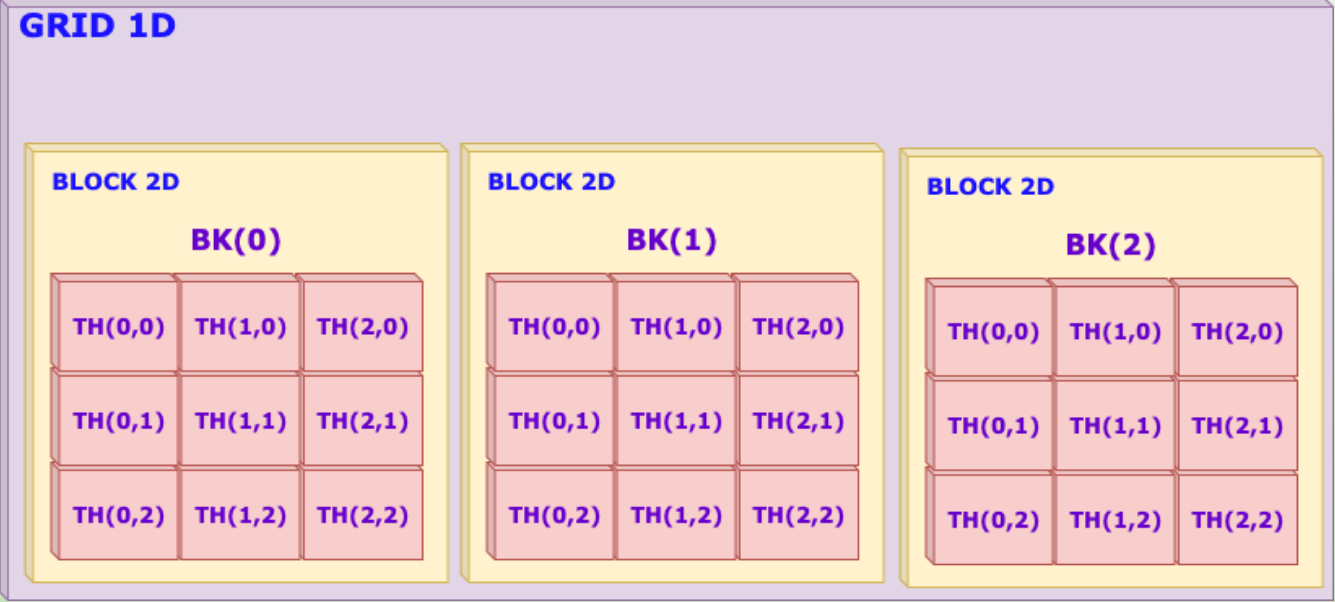 GRID 1D
BLOCK 2D
BK(0)
TH(0,0) TH(1,0) TH(2,0)
TH(0,1) TH(1,1) TH(2,1)
TH(0,2) TH(1,2) TH(2,2)
BLOCK 2D
BK(1)
TH(0,0) TH(1,0) TH(2,0)
TH(0,1) TH(1,1) TH(2,1)
TH(0,2) TH(1,2) TH(2,2)
BLOCK 2D
BK(2)
TH(0,0) TH(1,0) TH(2,0)
TH(0,1) TH(1,1) TH(2,1)
TH(0,2) TH(1,2) TH(2,2)